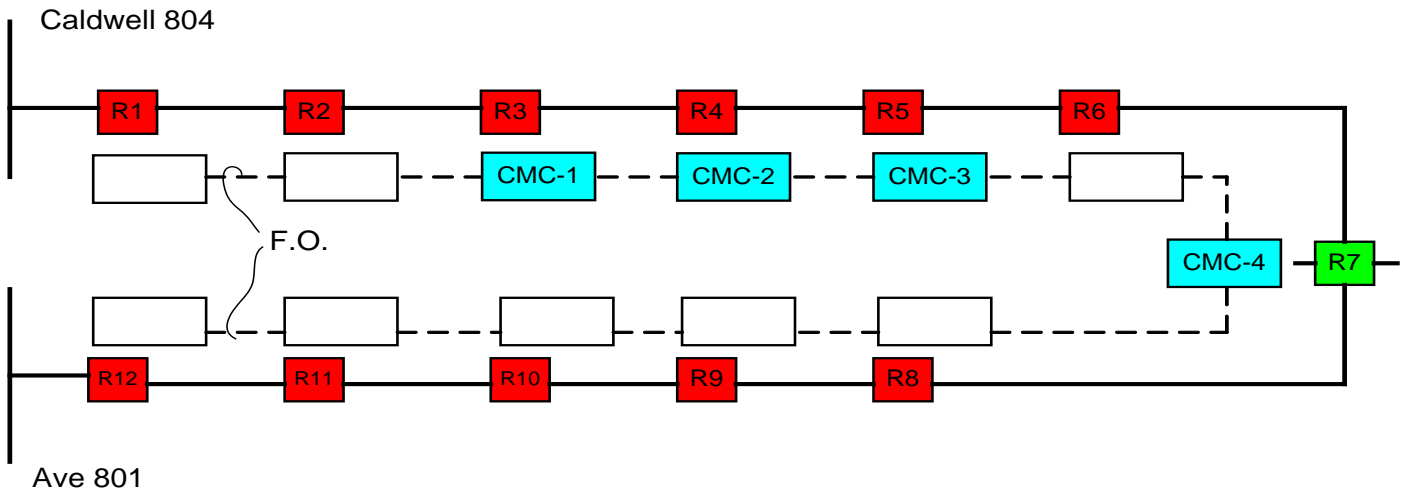 Caldwell 804
R1 R2 R3 R4 R5 R6
CMC-1 CMC-2 CMC-3
F.O.
CMC-4 R7
R12 R11 R10 R9 R8
Ave 801